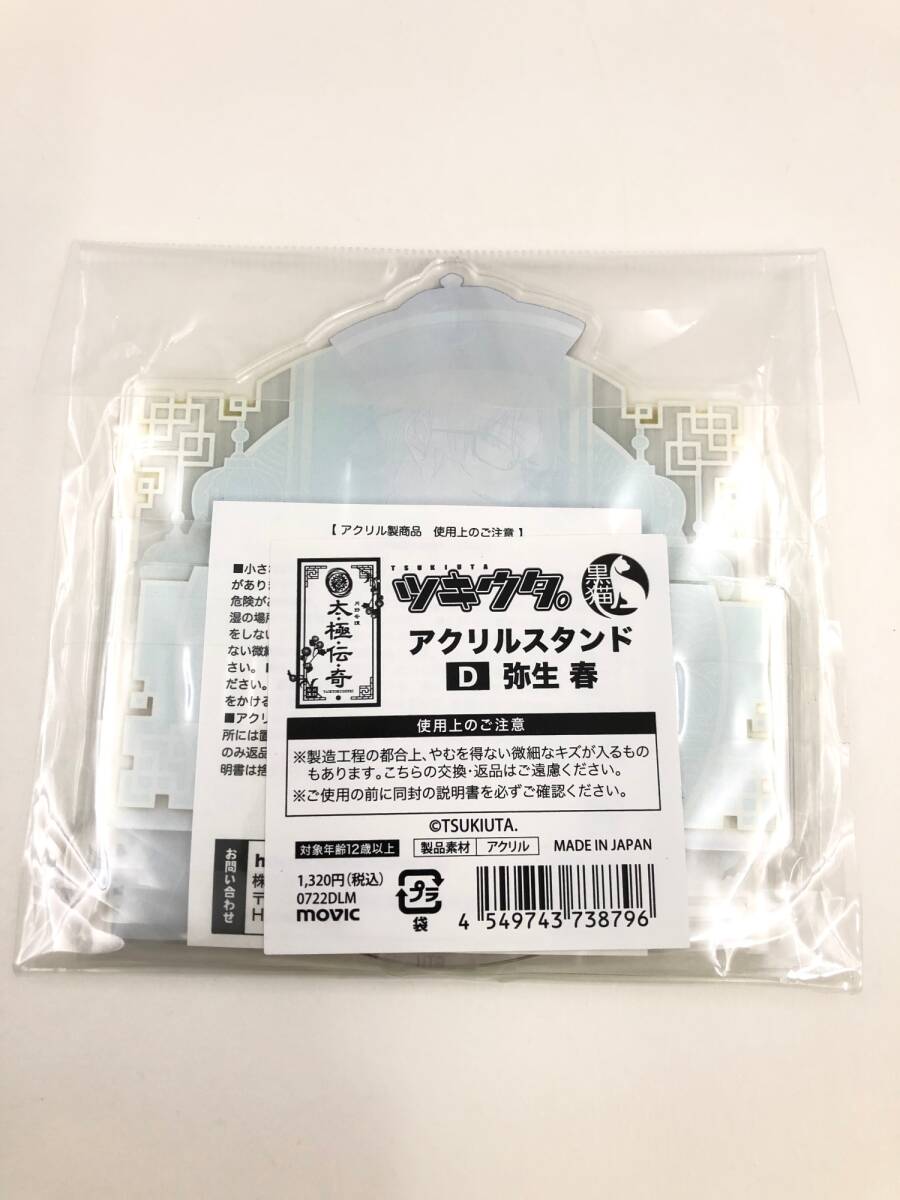 【 アクリル製商品　使用上のご注意 】
■小さ
があり
危険が
湿の場所
をしない
ない微細
さい。
ださい。
をかける
■アクリ
所には置
のみ返品
明書は捨
お問い合わせ
株
〒
H
太・極・伝・奇
TSUKIUTA
ツキウタ。
黒猫
アクリルスタンド
D 弥生 春
使用上のご注意
※製造工程の都合上、やむを得ない微細なキズが入るもの
もあります。こちらの交換・返品はご遠慮ください。
※ご使用の前に同封の説明書を必ずご確認ください。
©TSUKIUTA.
対象年齢12歳以上 製品素材 アクリル MADE IN JAPAN
1,320円(税込)
0722DLM
movic
プラ
袋
4 549743 738796